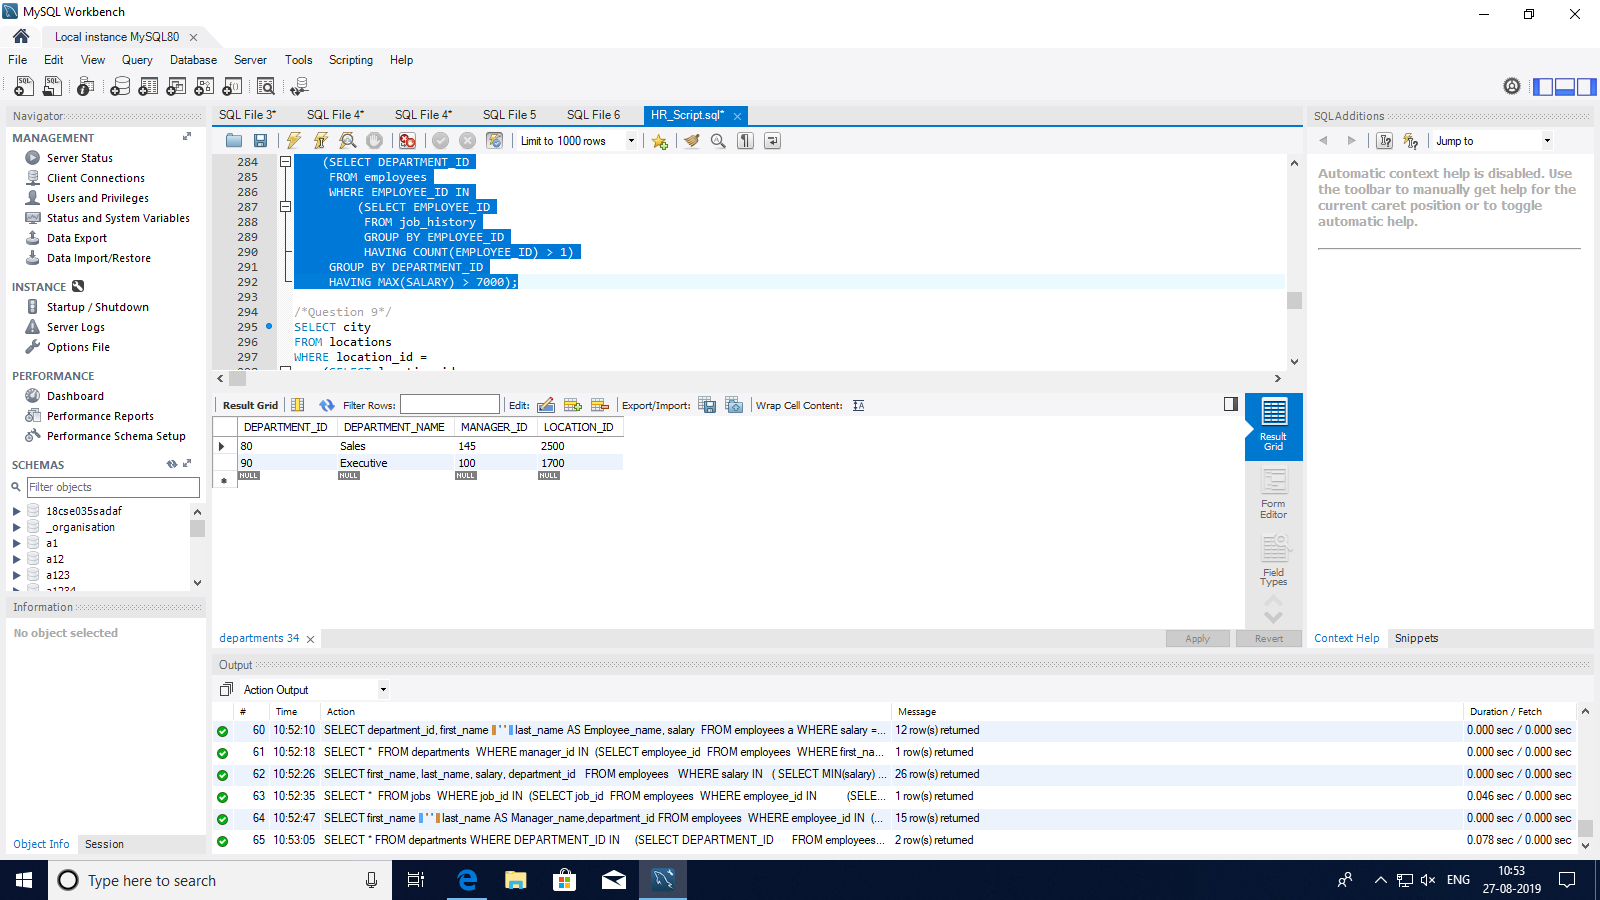 MySQL Workbench
Local instance MySQL80
File Edit View Query Database Server Tools Scripting Help
Navigator
MANAGEMENT
Server Status
Client Connections
Users and Privileges
Status and System Variables
Data Export
Data Import/Restore
INSTANCE
Startup / Shutdown
Server Logs
Options File
PERFORMANCE
Dashboard
Performance Reports
Performance Schema Setup
SCHEMAS
Filter objects
18cse035sadaf
_organisation
a1
a12
a123
a1234
Information
No object selected
Object Info Session
SQL File 3* SQL File 4* SQL File 4* SQL File 5 SQL File 6 HR_Script.sql*
Limit to 1000 rows
284 (SELECT DEPARTMENT_ID
285 FROM employees
286 WHERE EMPLOYEE_ID IN
287 (SELECT EMPLOYEE_ID
288 FROM job_history
289 GROUP BY EMPLOYEE_ID
290 HAVING COUNT(EMPLOYEE_ID) > 1)
291 GROUP BY DEPARTMENT_ID
292 HAVING MAX(SALARY) > 7000);
293
294 /*Question 9*/
295 SELECT city
296 FROM locations
297 WHERE location_id =
Result Grid Filter Rows: Edit: Export/Import: Wrap Cell Content:
DEPARTMENT_ID DEPARTMENT_NAME MANAGER_ID LOCATION_ID
80 Sales 145 2500
90 Executive 100 1700
NULL NULL NULL NULL
Result Grid
Form Editor
Field Types
departments 34
Apply Revert
SQLAdditions
Jump to
Automatic context help is disabled. Use
the toolbar to manually get help for the
current caret position or to toggle
automatic help.
Context Help Snippets
Output
Action Output
# Time Action Message Duration / Fetch
60 10:52:10 SELECT department_id, first_name || ' ' || last_name AS Employee_name, salary FROM employees a WHERE salary =... 12 row(s) returned 0.000 sec / 0.000 sec
61 10:52:18 SELECT * FROM departments WHERE manager_id IN (SELECT employee_id FROM employees WHERE first_na... 1 row(s) returned 0.000 sec / 0.000 sec
62 10:52:26 SELECT first_name, last_name, salary, department_id FROM employees WHERE salary IN ( SELECT MIN(salary) ... 26 row(s) returned 0.000 sec / 0.000 sec
63 10:52:35 SELECT * FROM jobs WHERE job_id IN (SELECT job_id FROM employees WHERE employee_id IN (SELE... 1 row(s) returned 0.046 sec / 0.000 sec
64 10:52:47 SELECT first_name || ' ' || last_name AS Manager_name,department_id FROM employees WHERE employee_id IN (... 15 row(s) returned 0.000 sec / 0.000 sec
65 10:53:05 SELECT * FROM departments WHERE DEPARTMENT_ID IN (SELECT DEPARTMENT_ID FROM employees... 2 row(s) returned 0.078 sec / 0.000 sec
Type here to search
ENG
10:53
27-08-2019